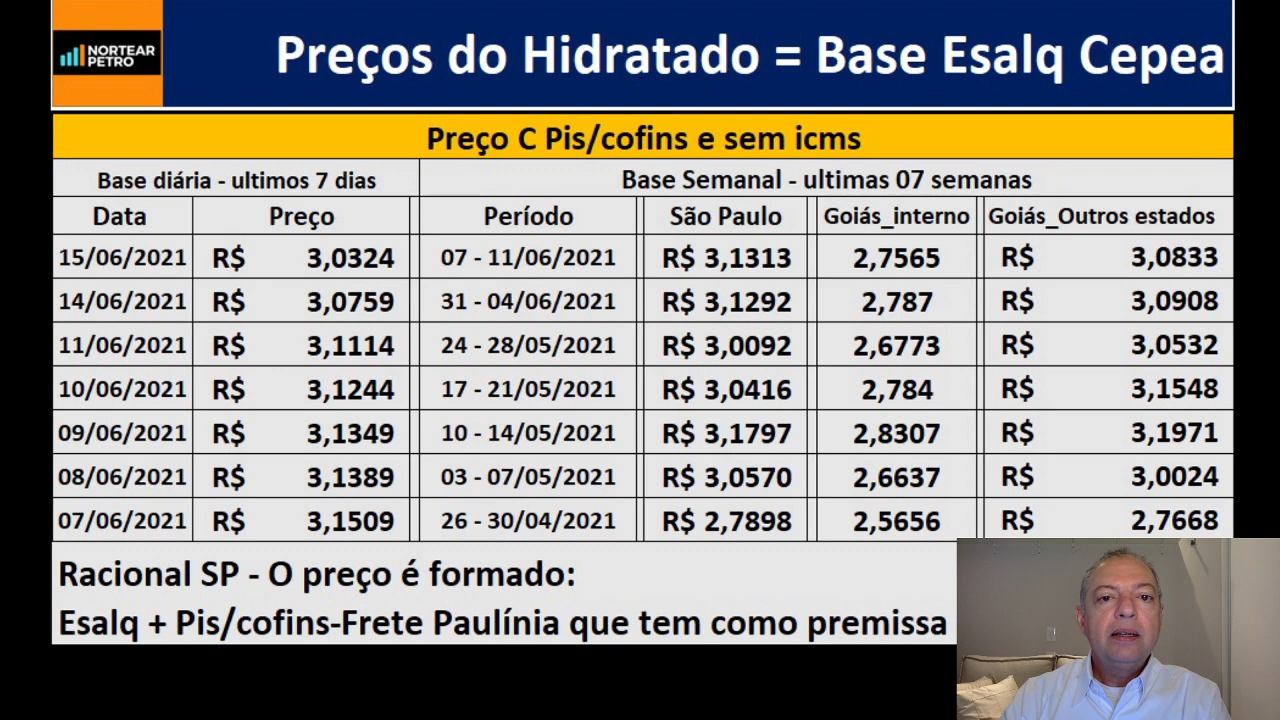 NORTEAR
PETRO
Preços do Hidratado = Base Esalq Cepea
Preço C Pis/cofins e sem icms
Base diária - ultimos 7 dias Base Semanal - ultimas 07 semanas
Data Preço Período São Paulo Goiás_interno Goiás_Outros estados
15/06/2021 R$ 3,0324 07 - 11/06/2021 R$ 3,1313 2,7565 R$ 3,0833
14/06/2021 R$ 3,0759 31 - 04/06/2021 R$ 3,1292 2,787 R$ 3,0908
11/06/2021 R$ 3,1114 24 - 28/05/2021 R$ 3,0092 2,6773 R$ 3,0532
10/06/2021 R$ 3,1244 17 - 21/05/2021 R$ 3,0416 2,784 R$ 3,1548
09/06/2021 R$ 3,1349 10 - 14/05/2021 R$ 3,1797 2,8307 R$ 3,1971
08/06/2021 R$ 3,1389 03 - 07/05/2021 R$ 3,0570 2,6637 R$ 3,0024
07/06/2021 R$ 3,1509 26 - 30/04/2021 R$ 2,7898 2,5656 R$ 2,7668
Racional SP - O preço é formado:
Esalq + Pis/cofins-Frete Paulínia que tem como premissa